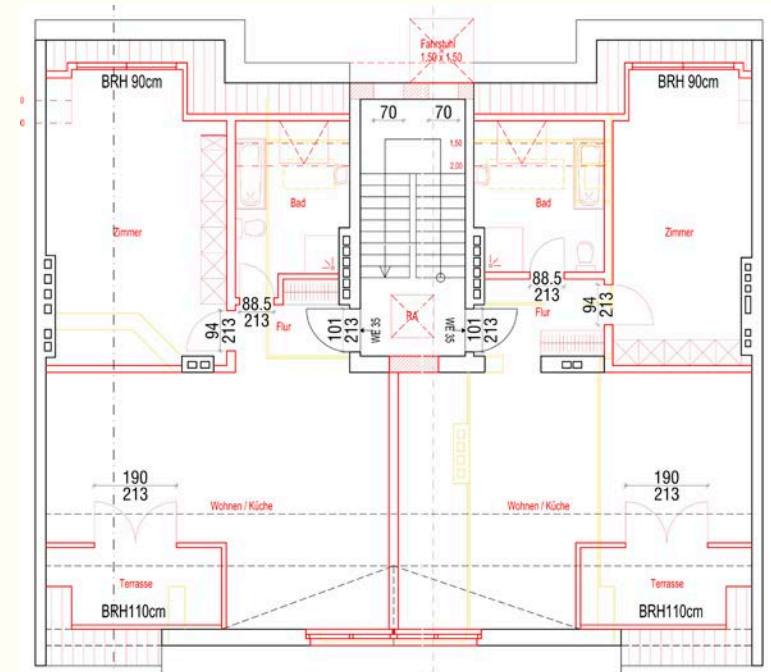 Fahrstuhl
1,50 x 1,50
BRH 90cm
BRH 90cm
70
70
1,50
2,00
Bad
Bad
Zimmer
Zimmer
88.5
213
88.5
213
94
213
94
213
Flur
Flur
101
213
WE 35
RA
WE 35
101
213
190
213
190
213
Wohnen / Küche
Wohnen / Küche
Terrasse
Terrasse
BRH110cm
BRH110cm